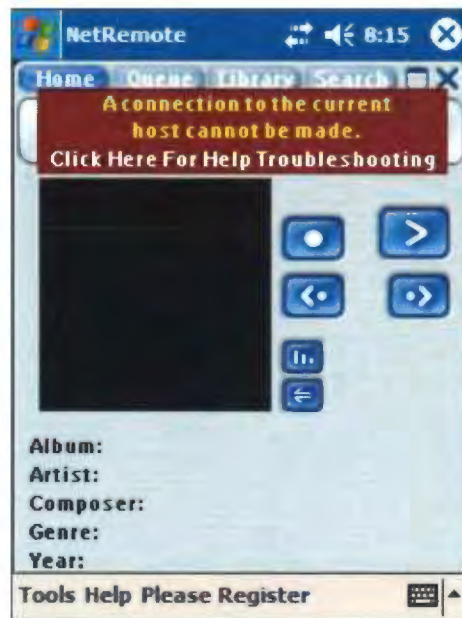 NetRemote 8:15
Home Queue Library Search
A connection to the current
host cannot be made.
Click Here For Help Troubleshooting
Album:
Artist:
Composer:
Genre:
Year:
Tools Help Please Register